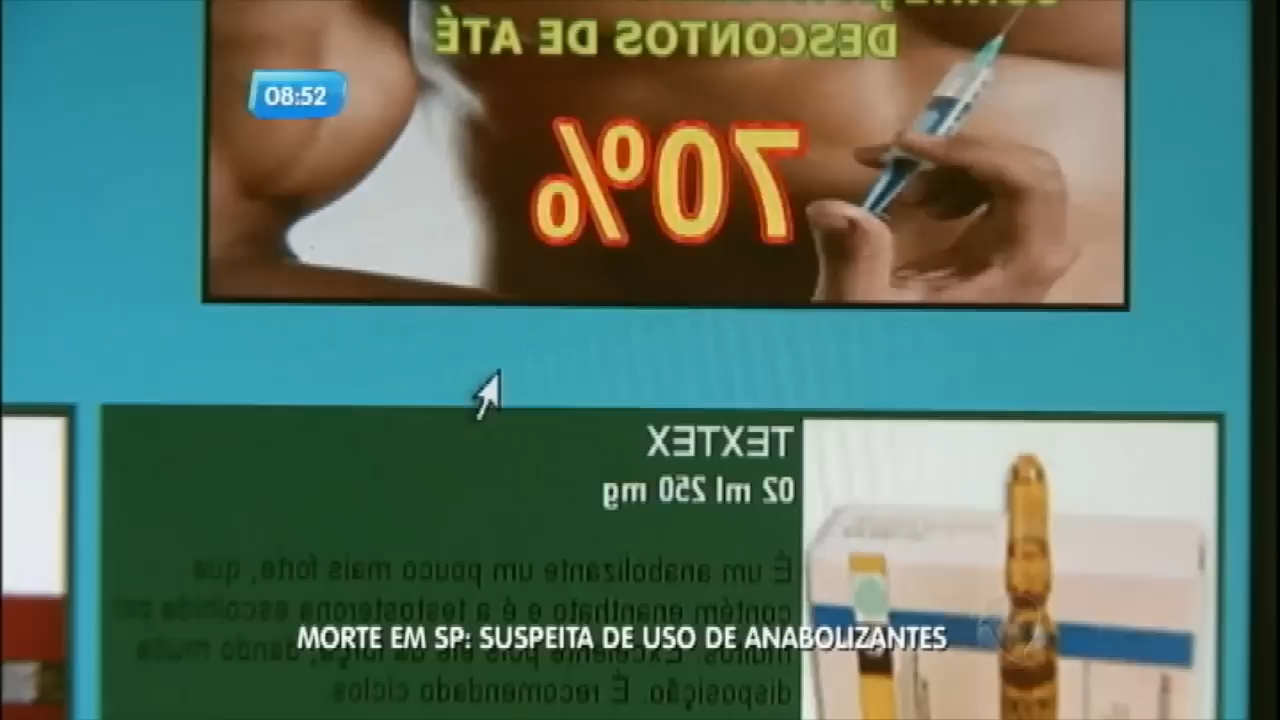 DESCONTOS DE ATÉ
08:52
70%
TEXTEX
02 ml 250 mg
É um anabolizante um pouco mais forte, que
contém enanthato e é a testosterona escolhida por
MORTE EM SP: SUSPEITA DE USO DE ANABOLIZANTES
muitos. Excelente pois ele dá força, dando muita
disposição. É recomendado ciclos